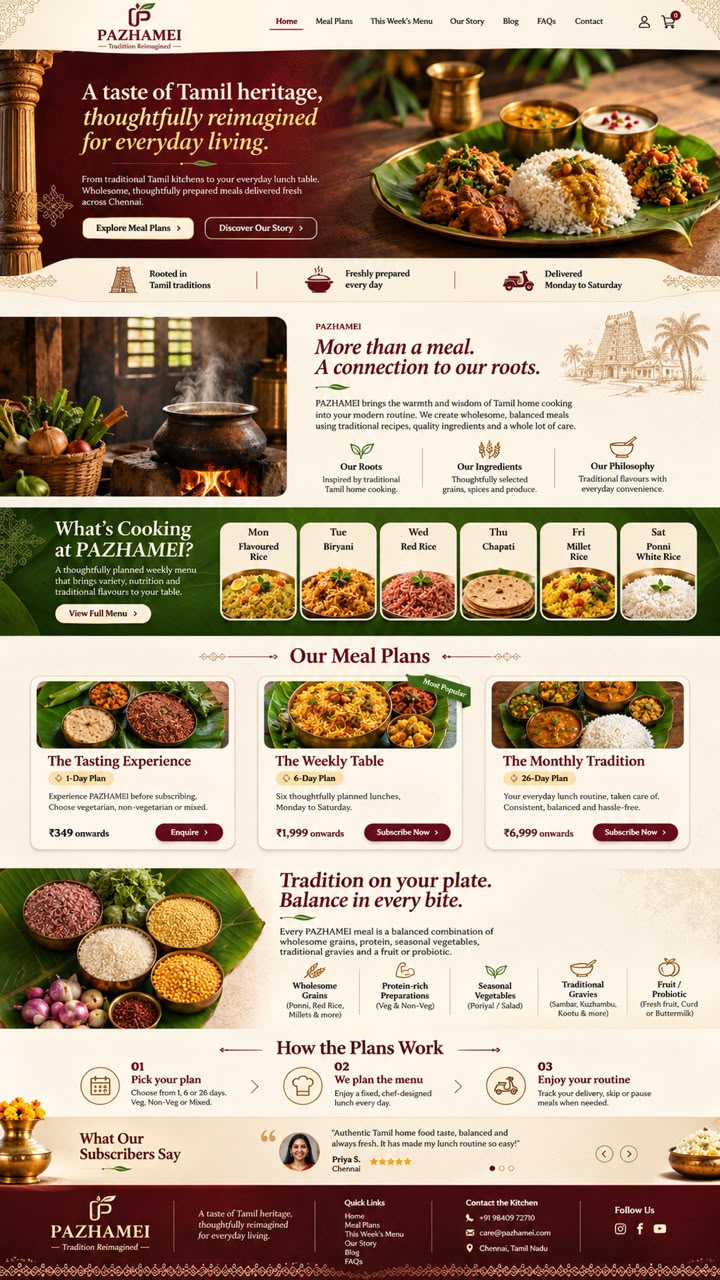 PAZHAMEI
Tradition Reimagined
Home
Meal Plans
This Week's Menu
Our Story
Blog
FAQs
Contact
0
A taste of Tamil heritage,
thoughtfully reimagined
for everyday living.
From traditional Tamil kitchens to your everyday lunch table.
Wholesome, thoughtfully prepared meals delivered fresh
across Chennai.
Explore Meal Plans
Discover Our Story
Rooted in
Tamil traditions
Freshly prepared
every day
Delivered
Monday to Saturday
PAZHAMEI
More than a meal.
A connection to our roots.
PAZHAMEI brings the warmth and wisdom of Tamil home cooking
into your modern routine. We create wholesome, balanced meals
using traditional recipes, quality ingredients and a whole lot of care.
Our Roots
Inspired by traditional
Tamil home cooking.
Our Ingredients
Thoughtfully selected
grains, spices and produce.
Our Philosophy
Traditional flavours with
everyday convenience.
What's Cooking
at PAZHAMEI?
A thoughtfully planned weekly menu
that brings variety, nutrition and
traditional flavours to your table.
View Full Menu
Mon
Flavoured
Rice
Tue
Biryani
Wed
Red Rice
Thu
Chapati
Fri
Millet
Rice
Sat
Ponni
White Rice
Our Meal Plans
The Tasting Experience
1-Day Plan
Experience PAZHAMEI before subscribing.
Choose vegetarian, non-vegetarian or mixed.
₹349 onwards
Enquire
Most Popular
The Weekly Table
6-Day Plan
Six thoughtfully planned lunches,
Monday to Saturday.
₹1,999 onwards
Subscribe Now
The Monthly Tradition
26-Day Plan
Your everyday lunch routine, taken care of.
Consistent, balanced and hassle-free.
₹6,999 onwards
Subscribe Now
Tradition on your plate.
Balance in every bite.
Every PAZHAMEI meal is a balanced combination of
wholesome grains, protein, seasonal vegetables,
traditional gravies and a fruit or probiotic.
Wholesome
Grains
(Ponni, Red Rice,
Millets & more)
Protein-rich
Preparations
(Veg & Non-Veg)
Seasonal
Vegetables
(Poriyal / Salad)
Traditional
Gravies
(Sambar, Kuzhambu,
Kootu & more)
Fruit /
Probiotic
(Fresh fruit, Curd
or Buttermilk)
How the Plans Work
01
Pick your plan
Choose from 1, 6 or 26 days.
Veg, Non-Veg or Mixed.
02
We plan the menu
Enjoy a fixed, chef-designed
lunch every day.
03
Enjoy your routine
Track your delivery, skip or pause
meals when needed.
What Our
Subscribers Say
"Authentic Tamil home food taste, balanced and
always fresh. It has made my lunch routine so easy!"
Priya S.
Chennai
PAZHAMEI
Tradition Reimagined
A taste of Tamil heritage,
thoughtfully reimagined
for everyday living.
Quick Links
Home
Meal Plans
This Week's Menu
Our Story
Blog
FAQs
Contact the Kitchen
+91 98409 72710
care@pazhamei.com
Chennai, Tamil Nadu
Follow Us